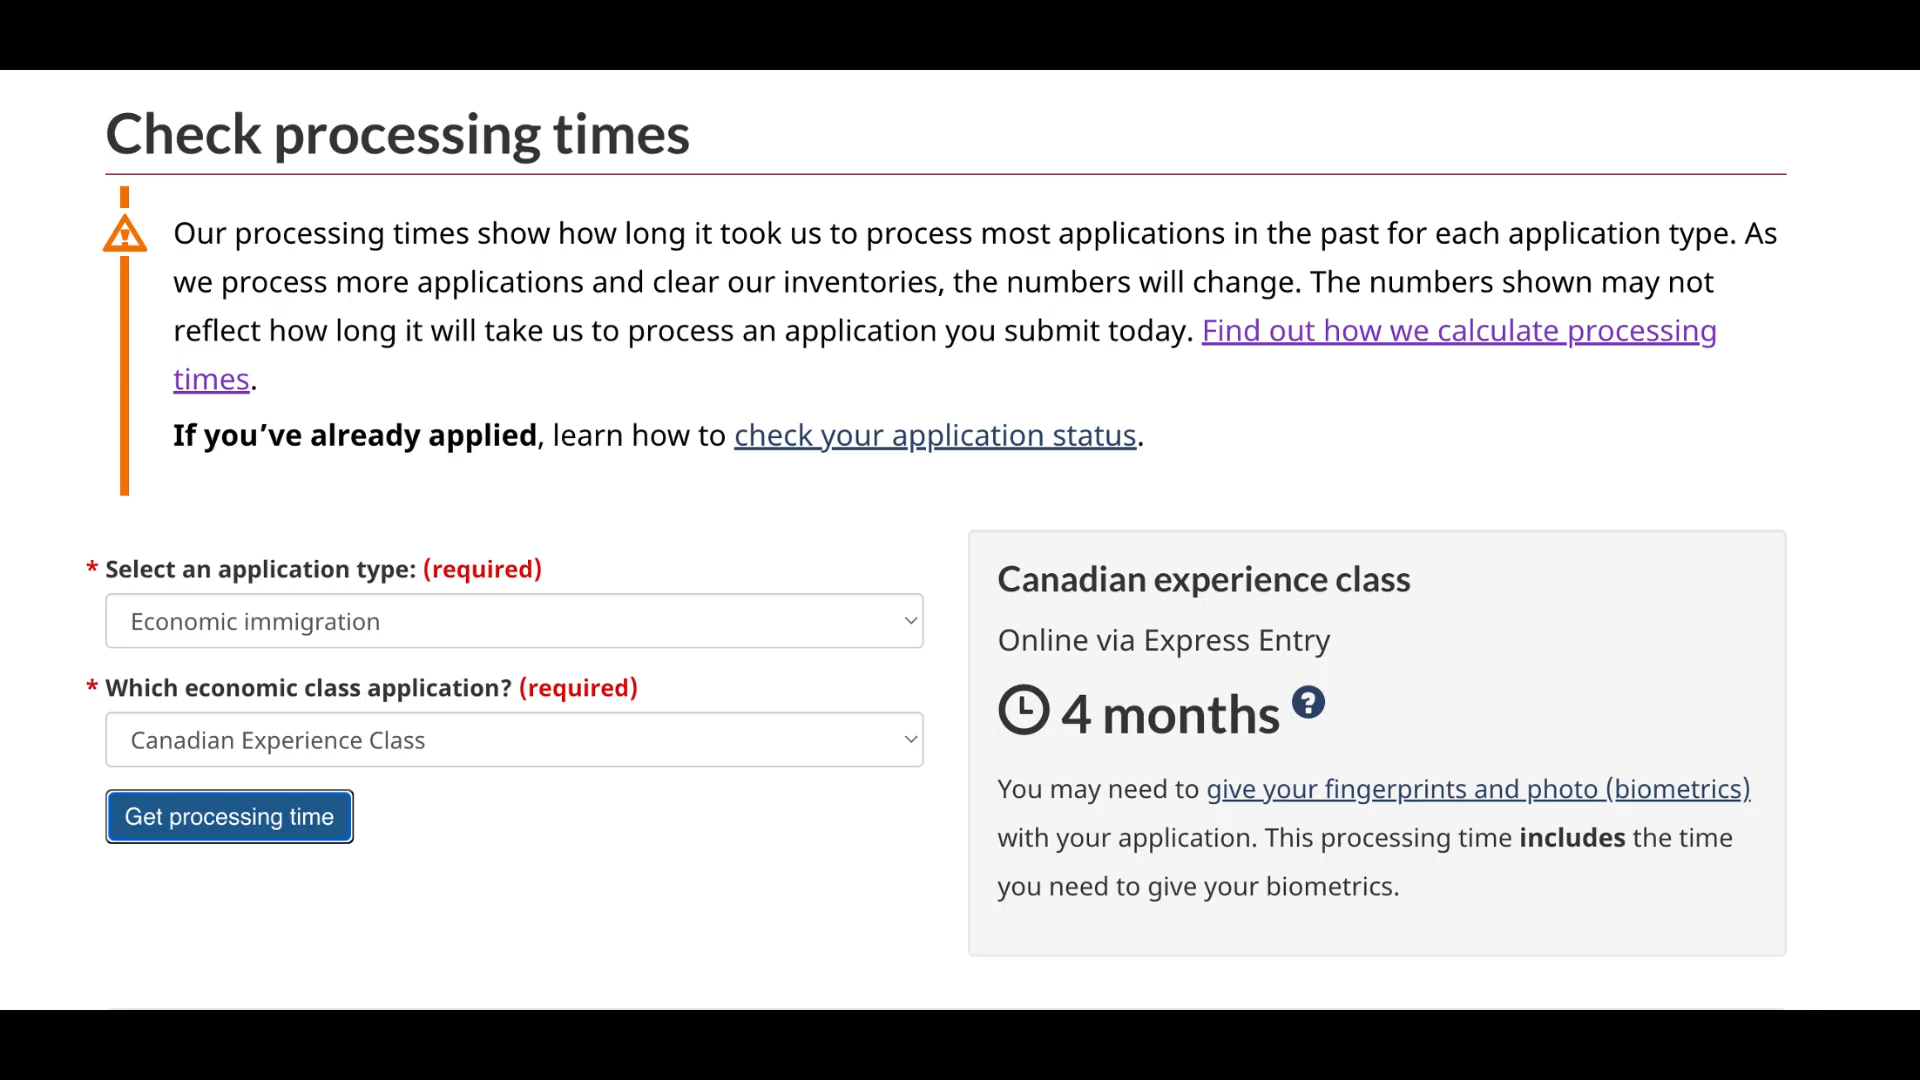 Check processing times
Our processing times show how long it took us to process most applications in the past for each application type. As
we process more applications and clear our inventories, the numbers will change. The numbers shown may not
reflect how long it will take us to process an application you submit today. Find out how we calculate processing
times.
If you’ve already applied, learn how to check your application status.
* Select an application type: (required)
Economic immigration
* Which economic class application? (required)
Canadian Experience Class
Get processing time
Canadian experience class
Online via Express Entry
4 months ?
You may need to give your fingerprints and photo (biometrics)
with your application. This processing time includes the time
you need to give your biometrics.